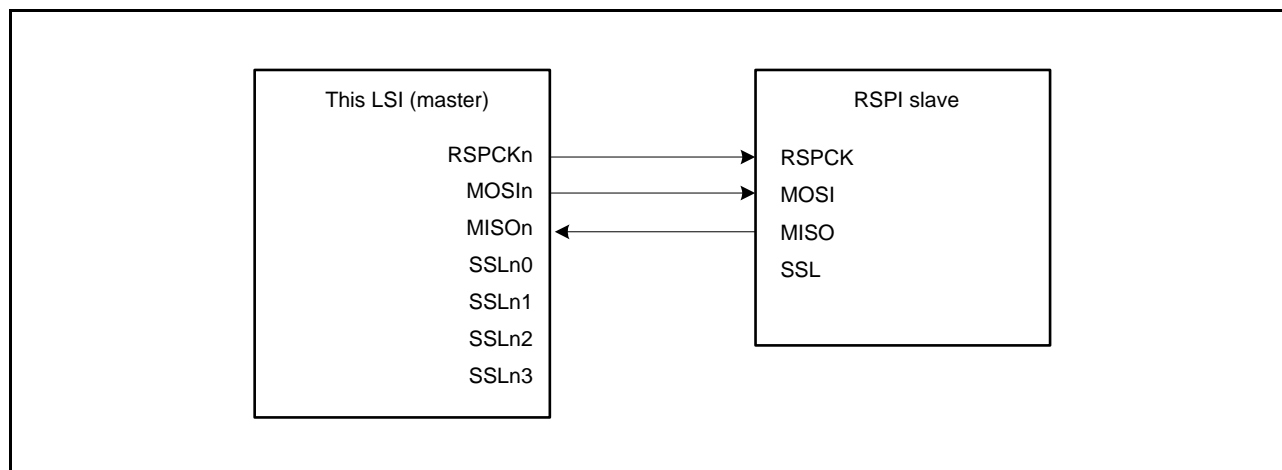 This LSI (master)
RSPCKn
MOSIn
MISOn
SSLn0
SSLn1
SSLn2
SSLn3
RSPI slave
RSPCK
MOSI
MISO
SSL